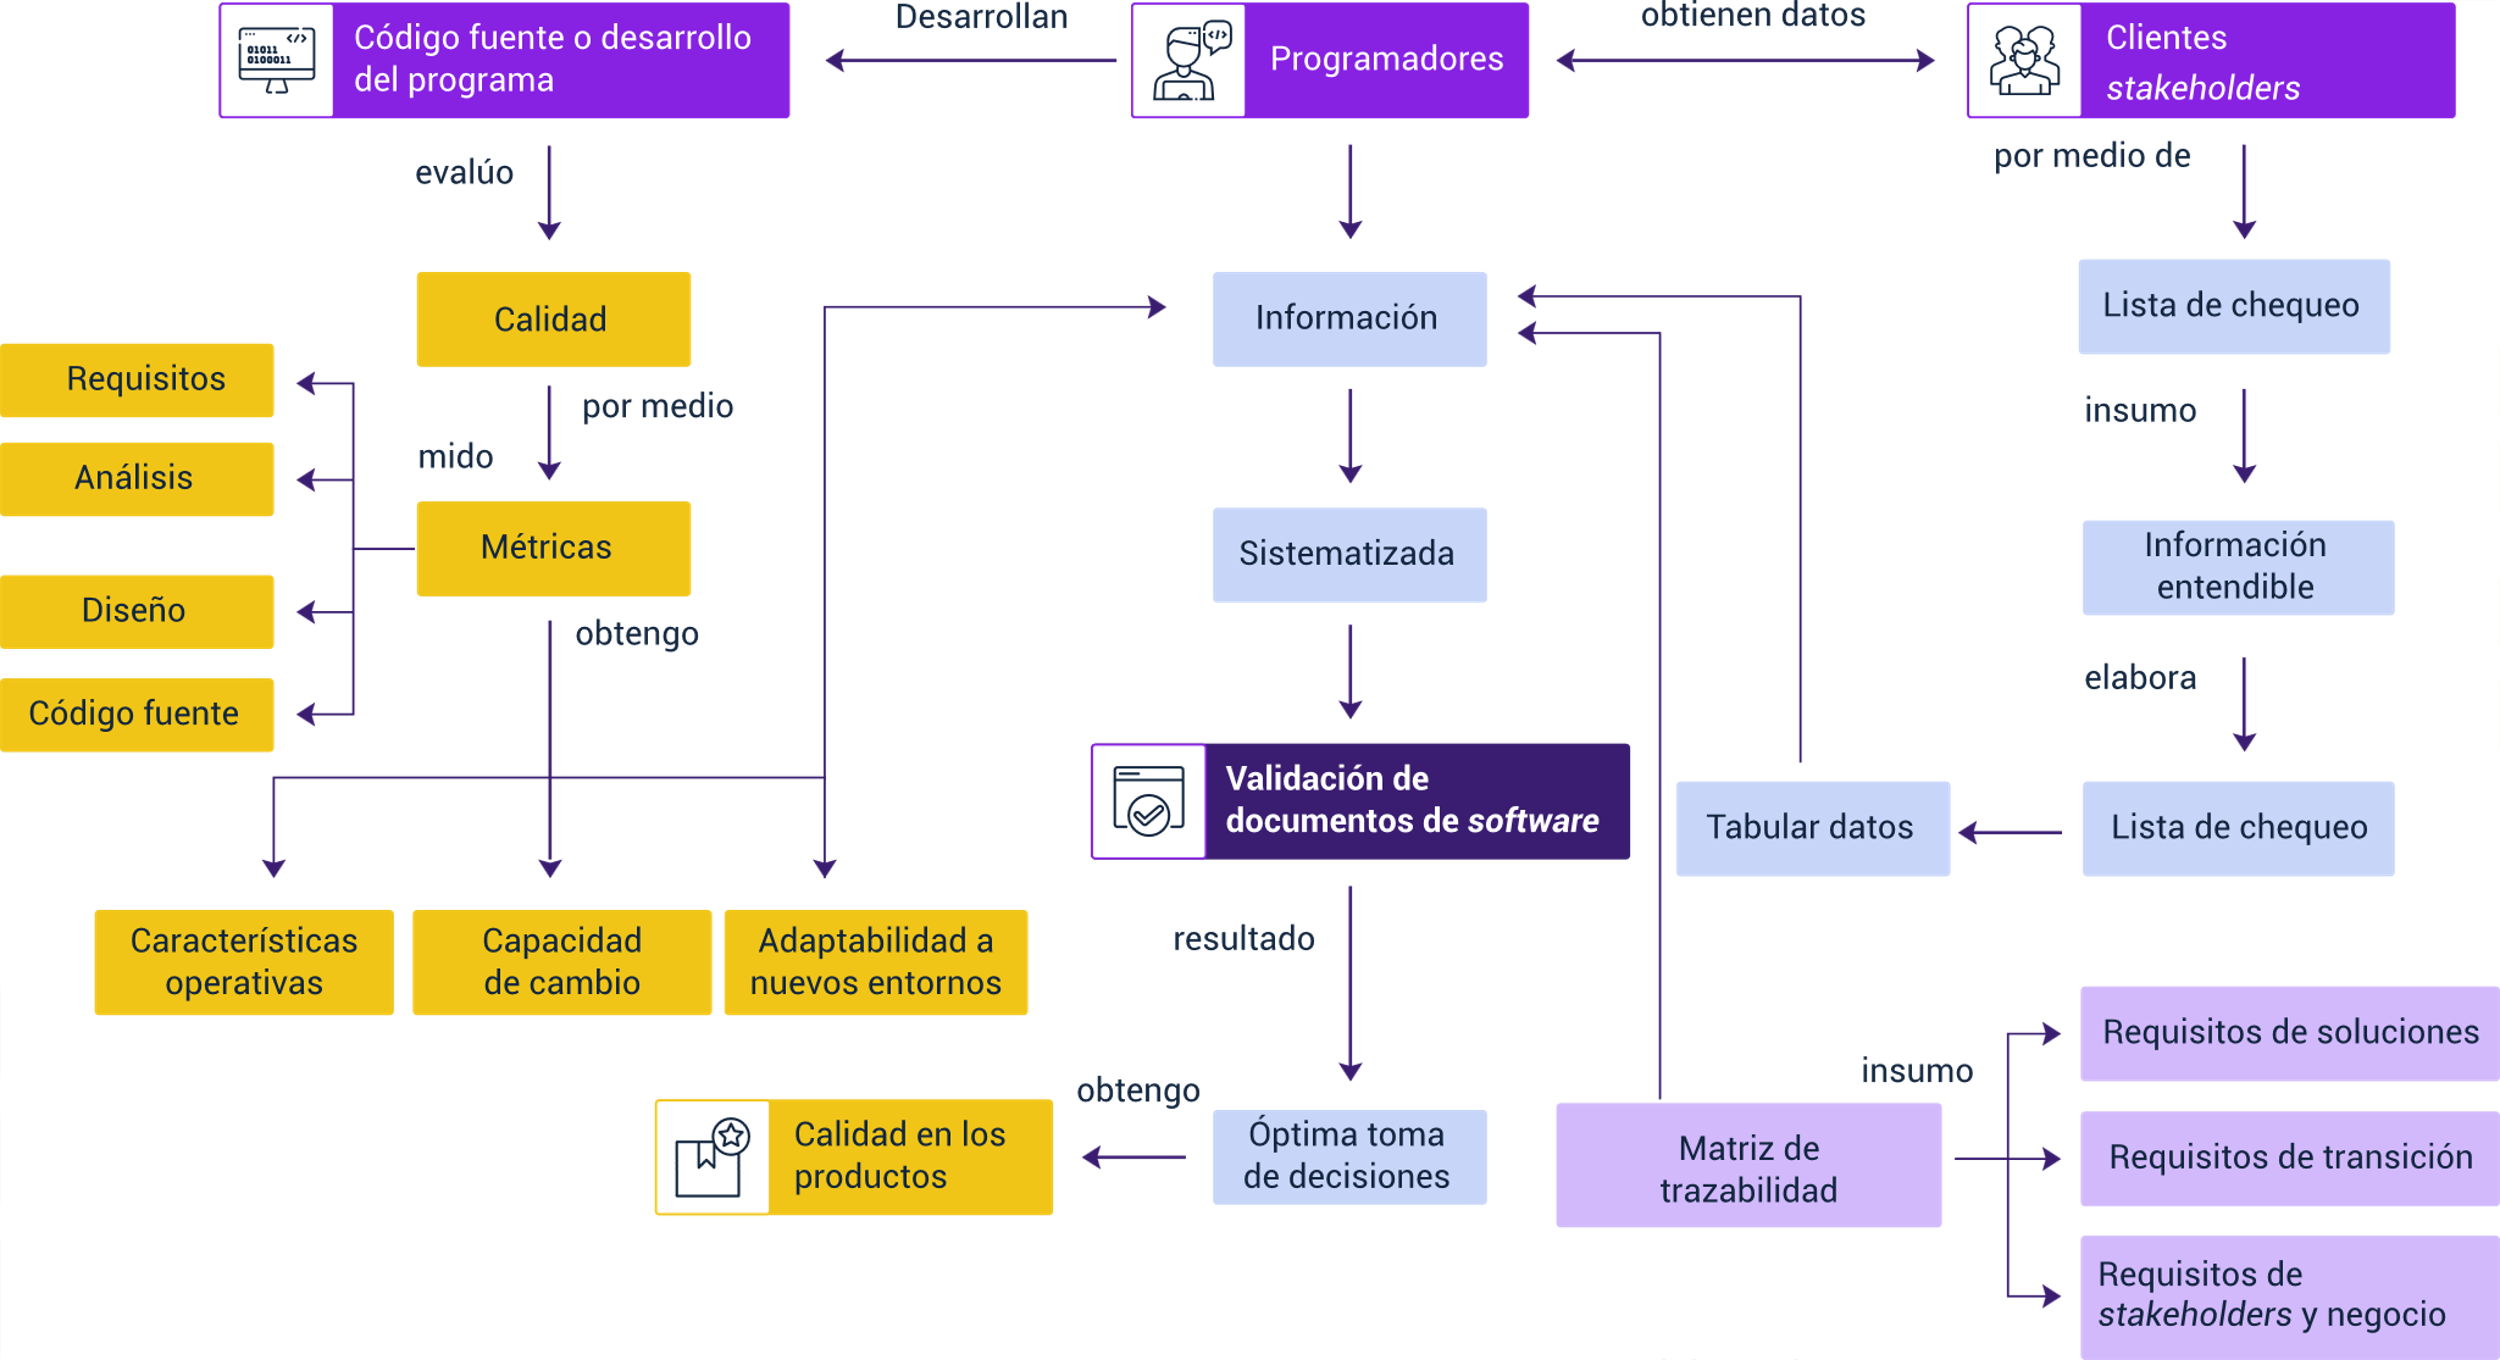 Código fuente o desarrollo
del programa
01011
0100011
Desarrollan
Programadores
obtienen datos
Clientes
stakeholders
evalúo
por medio de
Calidad
Información
Lista de chequeo
Requisitos
por medio
insumo
mido
Análisis
Métricas
Sistematizada
Información
entendible
Diseño
obtengo
elabora
Código fuente
Validación de
documentos de software
Tabular datos
Lista de chequeo
Características
operativas
Capacidad
de cambio
Adaptabilidad a
nuevos entornos
resultado
Requisitos de soluciones
insumo
obtengo
Calidad en los
productos
Óptima toma
de decisiones
Matriz de
trazabilidad
Requisitos de transición
Requisitos de
stakeholders y negocio